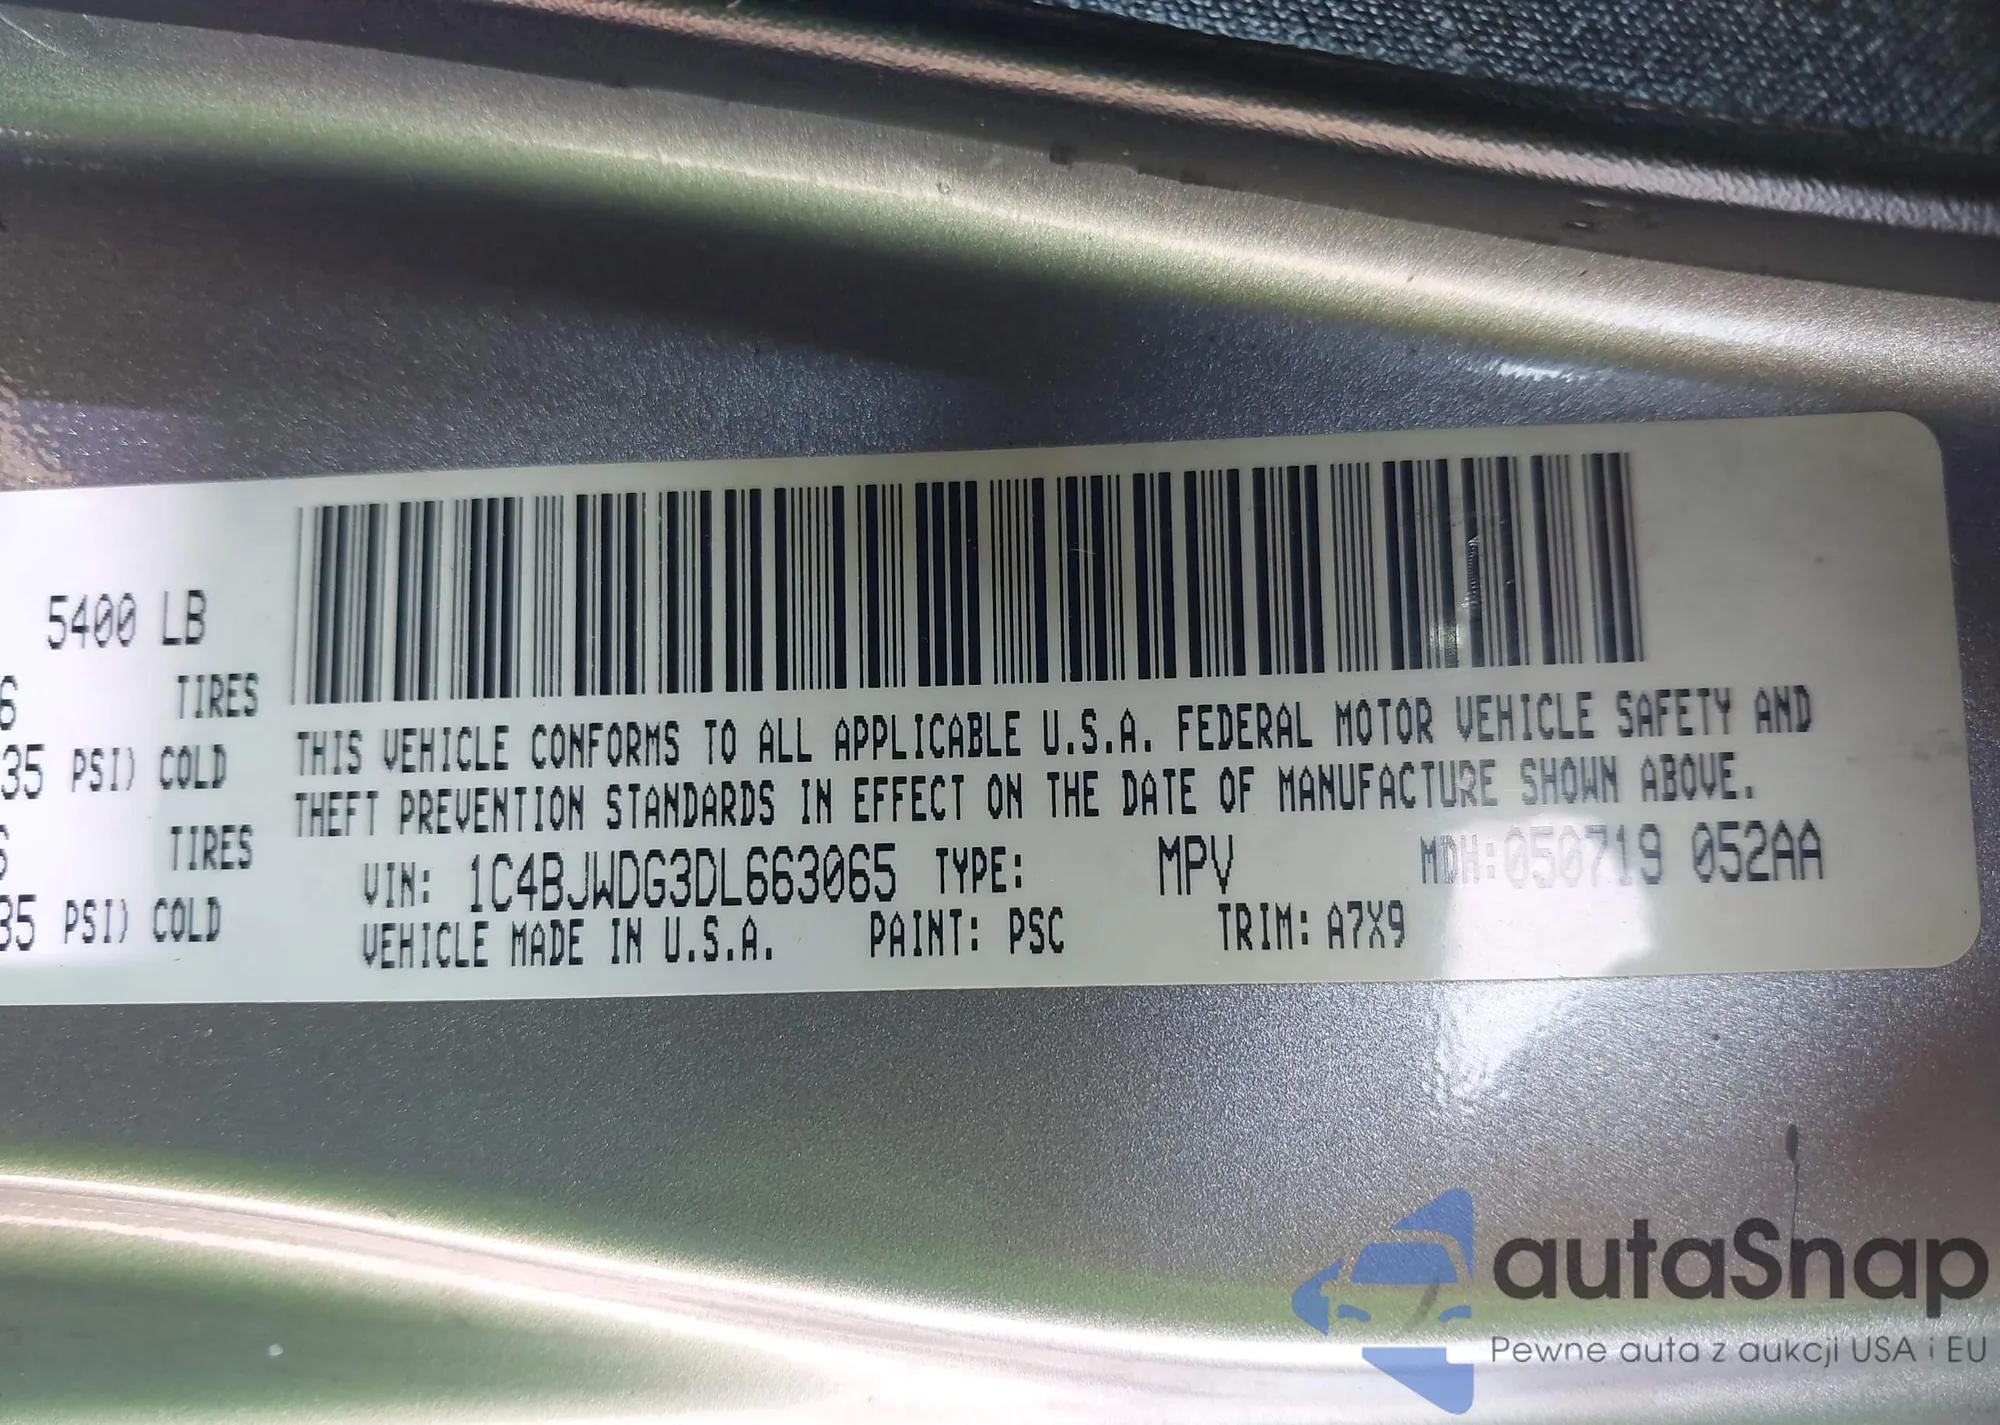 5400 LB
6 TIRES
35 PSI) COLD
TIRES
35 PSI) COLD
THIS VEHICLE CONFORMS TO ALL APPLICABLE U.S.A. FEDERAL MOTOR VEHICLE SAFETY AND
THEFT PREVENTION STANDARDS IN EFFECT ON THE DATE OF MANUFACTURE SHOWN ABOVE.
VIN: 1C4BJWDG3DL663065 TYPE: MPV MDH:050719 052AA
VEHICLE MADE IN U.S.A. PAINT: PSC TRIM: A7X9
autaSnap
Pewne auta z aukcji USA i EU